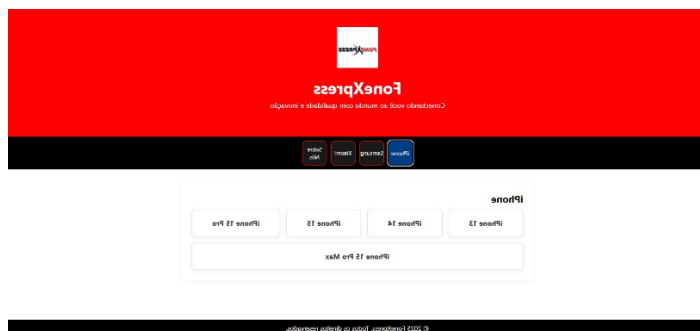 FONEXPRESS
FoneXpress
Conectando você ao mundo com qualidade e inovação
iPhone Samsung Xiaomi Sobre Nós
iPhone
iPhone 13 iPhone 14 iPhone 15 iPhone 15 Pro
iPhone 15 Pro Max
© 2025 FoneXpress. Todos os direitos reservados.